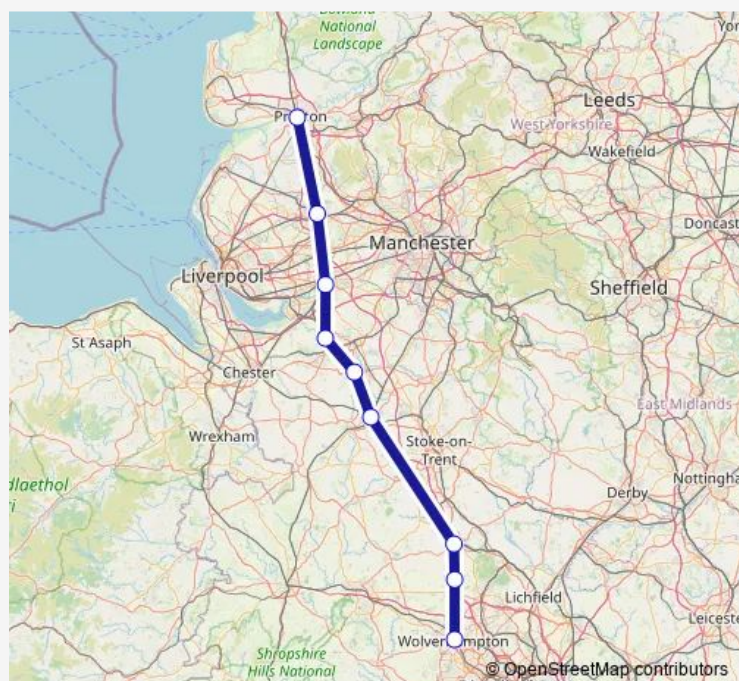 Bowland
National
Landscape
Yor
Leeds
Preston
West Yorkshire
Wakefield
Doncast
Manchester
Liverpool
Sheffield
St Asaph
Chester
East Midlands
Wrexham
Stoke-on-
Trent
dlaethol
ri
Nottingha
Derby
Lichfield
Leiceste
Wolverhampton
Shropshire
Hills National
© OpenStreetMap contributors